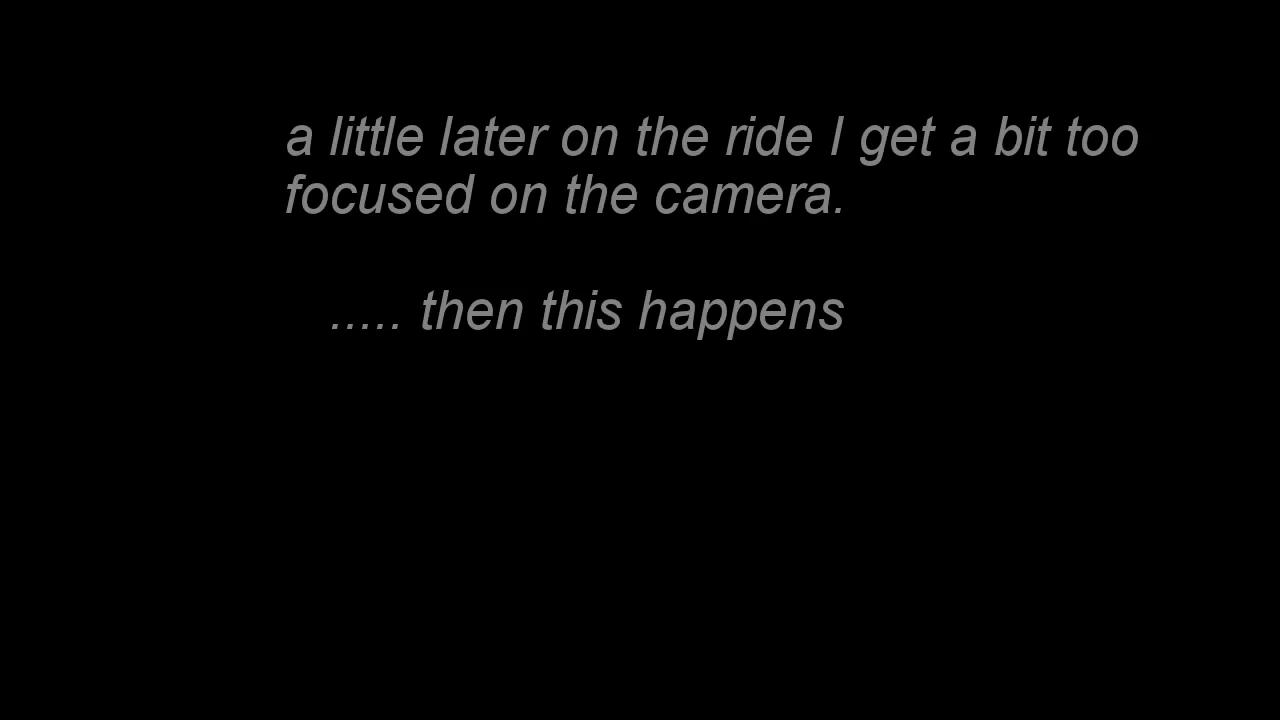 a little later on the ride I get a bit too
focused on the camera.
..... then this happens